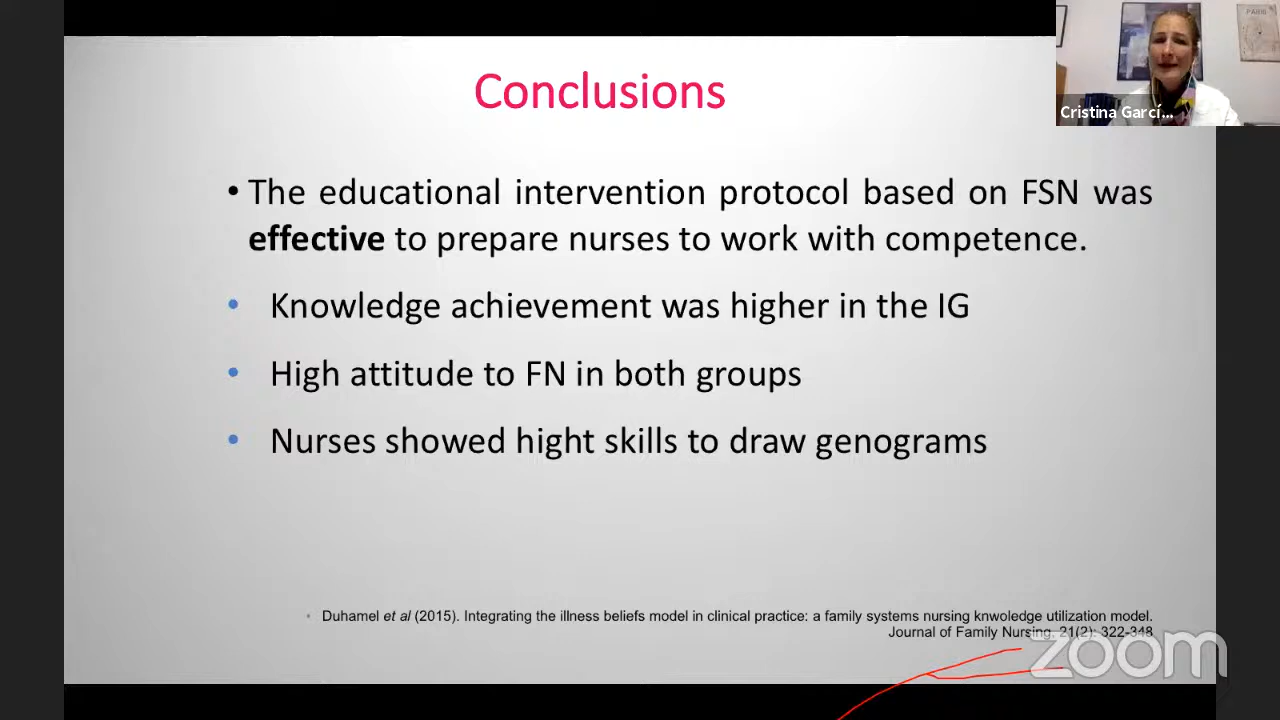 PARIS
Cristina Garcí...
Conclusions
• The educational intervention protocol based on FSN was
effective to prepare nurses to work with competence.
• Knowledge achievement was higher in the IG
• High attitude to FN in both groups
• Nurses showed hight skills to draw genograms
• Duhamel et al (2015). Integrating the illness beliefs model in clinical practice: a family systems nursing knwoledge utilization model.
Journal of Family Nursing, 21(2): 322-348
zoom